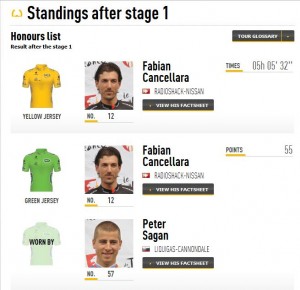 Standings after stage 1
Honours list
Result after the stage 1
TOUR GLOSSARY
YELLOW JERSEY
NO. 12
Fabian
Cancellara
RADIOSHACK-NISSAN
VIEW HIS FACTSHEET
TIMES 05h 05' 32''
GREEN JERSEY
NO. 12
Fabian
Cancellara
RADIOSHACK-NISSAN
VIEW HIS FACTSHEET
POINTS 55
WORN BY
NO. 57
Peter
Sagan
LIQUIGAS-CANNONDALE
VIEW HIS FACTSHEET